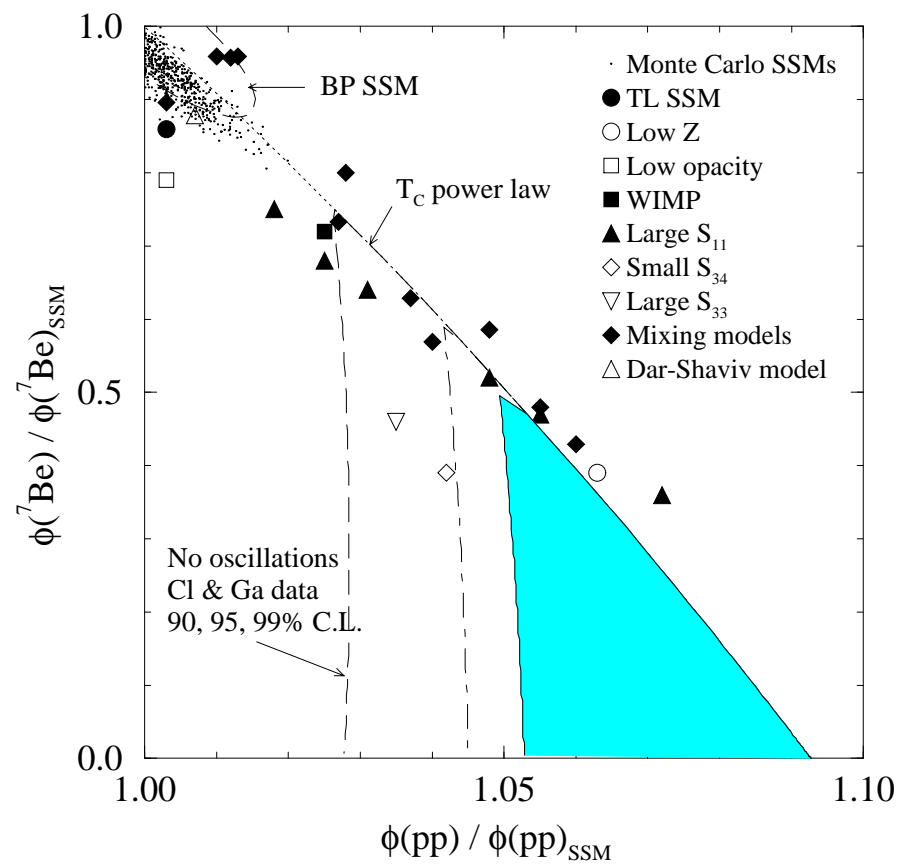 1.0
0.5
0.0
1.00
1.05
1.10
ϕ(⁷Be) / ϕ(⁷Be)SSM
ϕ(pp) / ϕ(pp)SSM
BP SSM
TC power law
No oscillations
Cl & Ga data
90, 95, 99% C.L.
Monte Carlo SSMs
TL SSM
Low Z
Low opacity
WIMP
Large S₁₁
Small S₃₄
Large S₃₃
Mixing models
Dar-Shaviv model